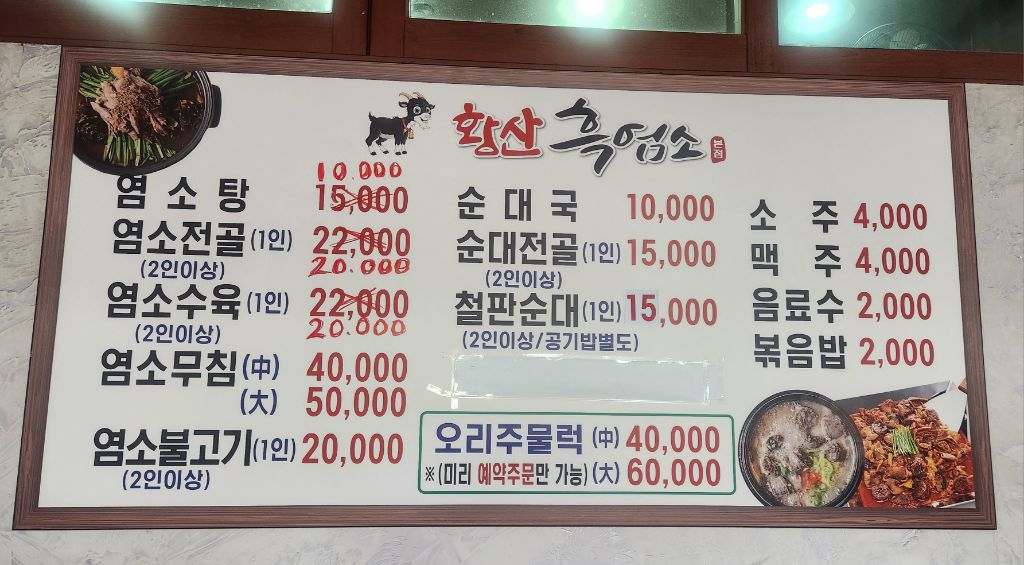 황산 흑염소 본점
10.000
염소탕 15,000
염소전골 (1인) 22,000
(2인이상) 20.000
염소수육 (1인) 22,000
(2인이상) 20.000
염소무침 (中) 40,000
(大) 50,000
염소불고기 (1인) 20,000
(2인이상)
순대국 10,000
순대전골 (1인) 15,000
(2인이상)
철판순대 (1인) 15,000
(2인이상/공기밥별도)
오리주물럭 (中) 40,000
※(미리 예약주문만 가능) (大) 60,000
소주 4,000
맥주 4,000
음료수 2,000
볶음밥 2,000